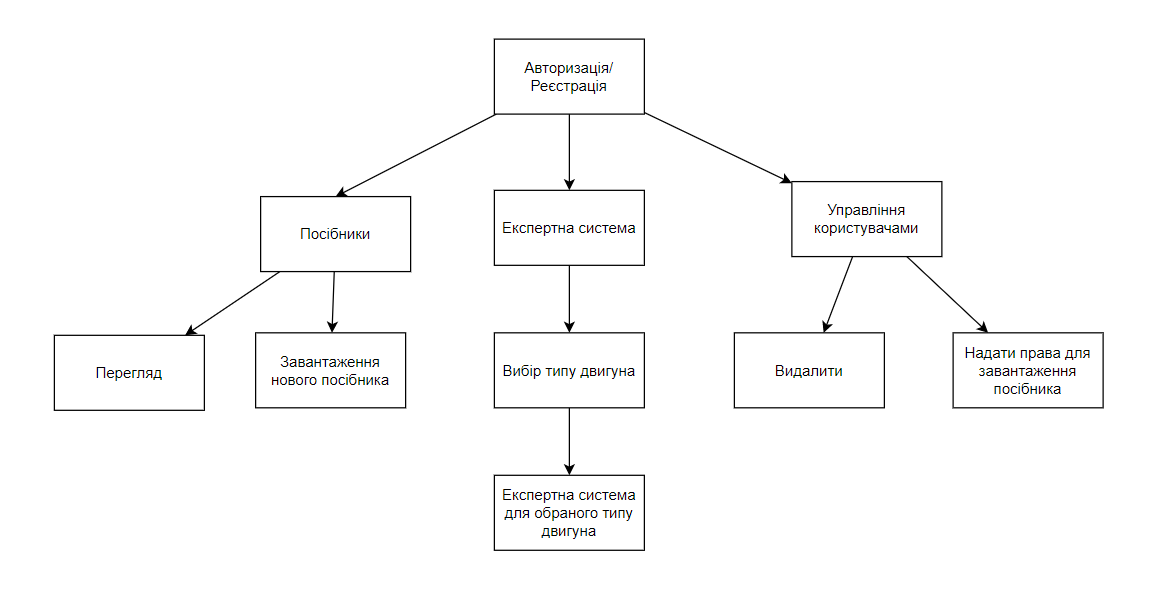 Авторизація/
Реєстрація
Посібники
Експертна система
Управління
користувачами
Перегляд
Завантаження
нового посібника
Вибір типу двигуна
Видалити
Надати права для
завантаження
посібника
Експертна система
для обраного типу
двигуна